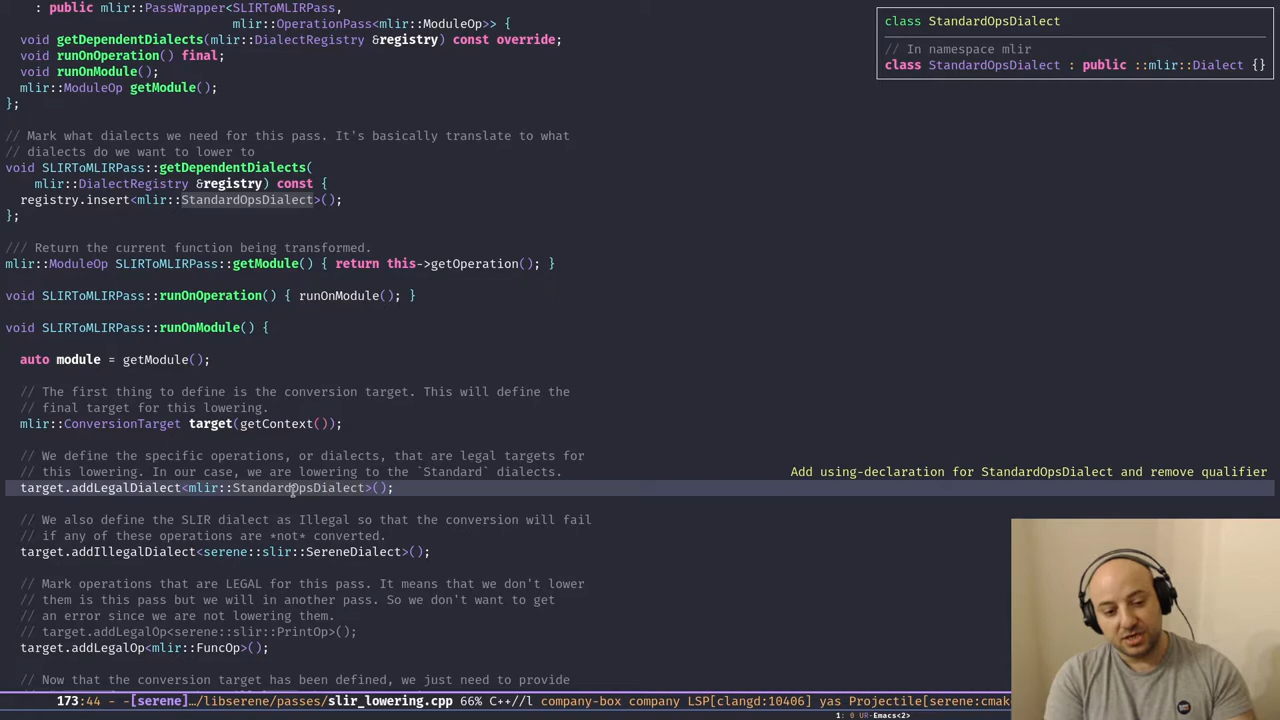 : public mlir::PassWrapper<SLIRToMLIRPass,
mlir::OperationPass<mlir::ModuleOp>> {
void getDependentDialects(mlir::DialectRegistry &registry) const override;
void runOnOperation() final;
void runOnModule();
mlir::ModuleOp getModule();
};
// Mark what dialects we need for this pass. It's basically translate to what
// dialects do we want to lower to
void SLIRToMLIRPass::getDependentDialects(
mlir::DialectRegistry &registry) const {
registry.insert<mlir::StandardOpsDialect>();
};
/// Return the current function being transformed.
mlir::ModuleOp SLIRToMLIRPass::getModule() { return this->getOperation(); }
void SLIRToMLIRPass::runOnOperation() { runOnModule(); }
void SLIRToMLIRPass::runOnModule() {
auto module = getModule();
// The first thing to define is the conversion target. This will define the
// final target for this lowering.
mlir::ConversionTarget target(getContext());
// We define the specific operations, or dialects, that are legal targets for
// this lowering. In our case, we are lowering to the `Standard` dialects.
target.addLegalDialect<mlir::StandardOpsDialect>();
// We also define the SLIR dialect as Illegal so that the conversion will fail
// if any of these operations are *not* converted.
target.addIllegalDialect<serene::slir::SereneDialect>();
// Mark operations that are LEGAL for this pass. It means that we don't lower
// them is this pass but we will in another pass. So we don't want to get
// an error since we are not lowering them.
// target.addLegalOp<serene::slir::PrintOp>();
target.addLegalOp<mlir::FuncOp>();
// Now that the conversion target has been defined, we just need to provide
class StandardOpsDialect
// In namespace mlir
class StandardOpsDialect : public ::mlir::Dialect {}
Add using-declaration for StandardOpsDialect and remove qualifier
173:44 - -[serene]…/libserene/passes/slir_lowering.cpp 66% C++//l company-box company LSP[clangd:10406] yas Projectile[serene:cmak
1: 0 UR-Emacs<2>